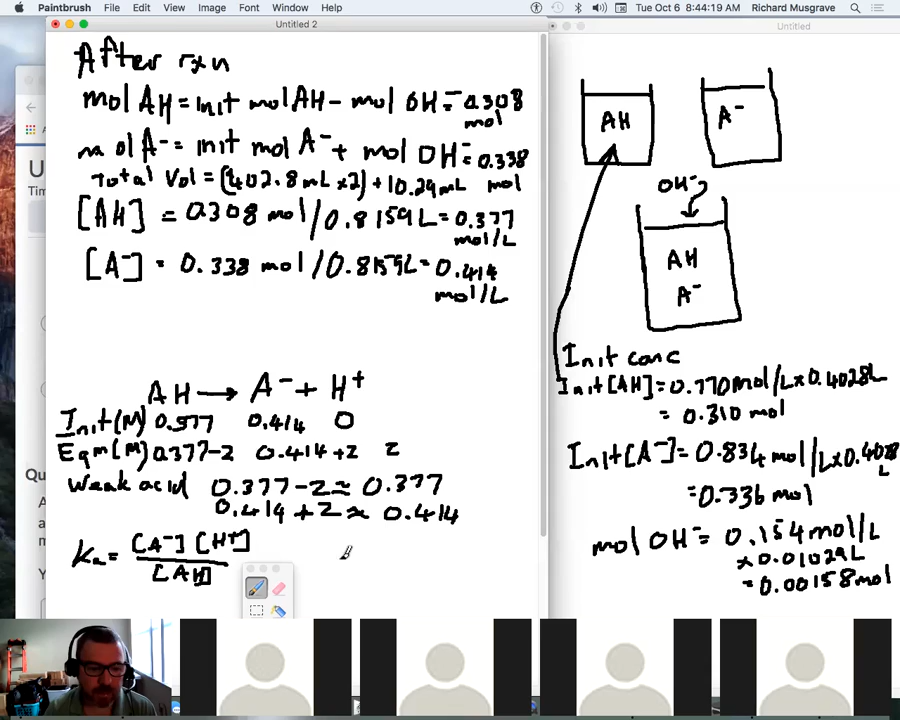 Paintbrush File Edit View Image Font Window Help
Tue Oct 6 8:44:19 AM Richard Musgrave
Untitled 2
Untitled
After rxn
mol AH = init mol AH - mol OH⁻ = 0.308 mol
mol A⁻ = init mol A⁻ + mol OH⁻ = 0.338 mol
Total Vol = (402.8 mL x 2) + 10.29 mL
[AH] = 0.308 mol / 0.8159 L = 0.377 mol/L
[A⁻] = 0.338 mol / 0.8159 L = 0.414 mol/L
AH → A⁻ + H⁺
Init (M) 0.377 0.414 0
Eqm (M) 0.377-z 0.414+z z
Weak acid 0.377-z ≈ 0.377
0.414+z ≈ 0.414
Ka = [A⁻] [H⁺]
[AH]
AH
A⁻
OH⁻
AH
A⁻
Init conc
Init [AH] = 0.770 mol/L x 0.4028 L
= 0.310 mol
Init [A⁻] = 0.834 mol/L x 0.4028 L
= 0.336 mol
mol OH⁻ = 0.154 mol/L
x 0.01029 L
= 0.00158 mol